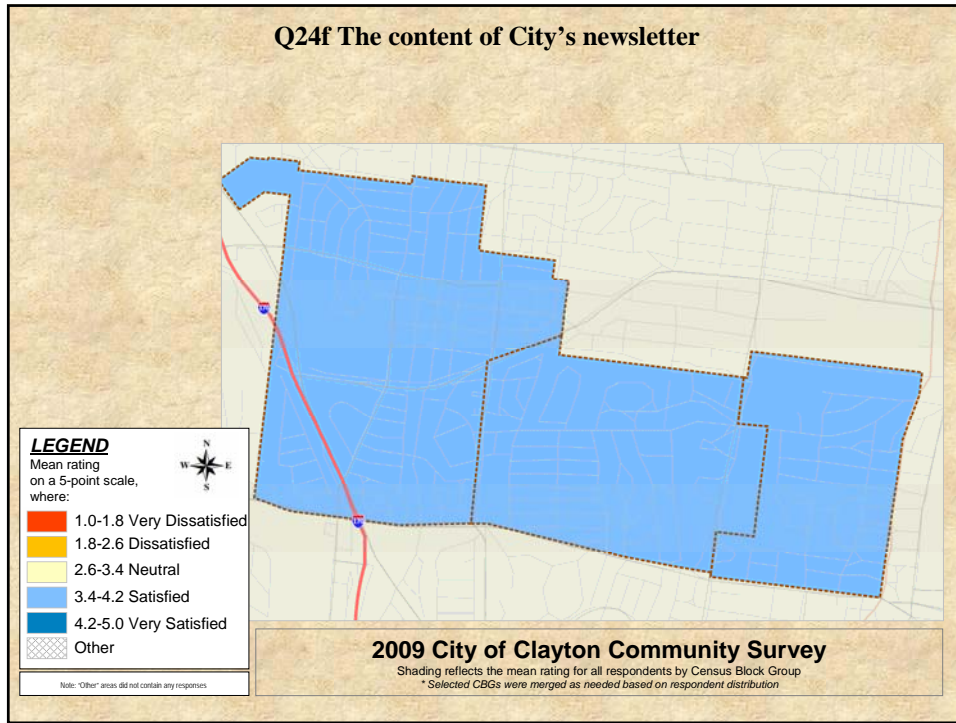 Q24f The content of City's newsletter
LEGEND
Mean rating
on a 5-point scale,
where:
N
W E
S
1.0-1.8 Very Dissatisfied
1.8-2.6 Dissatisfied
2.6-3.4 Neutral
3.4-4.2 Satisfied
4.2-5.0 Very Satisfied
Other
Note: "Other" areas did not contain any responses
2009 City of Clayton Community Survey
Shading reflects the mean rating for all respondents by Census Block Group
* Selected CBGs were merged as needed based on respondent distribution